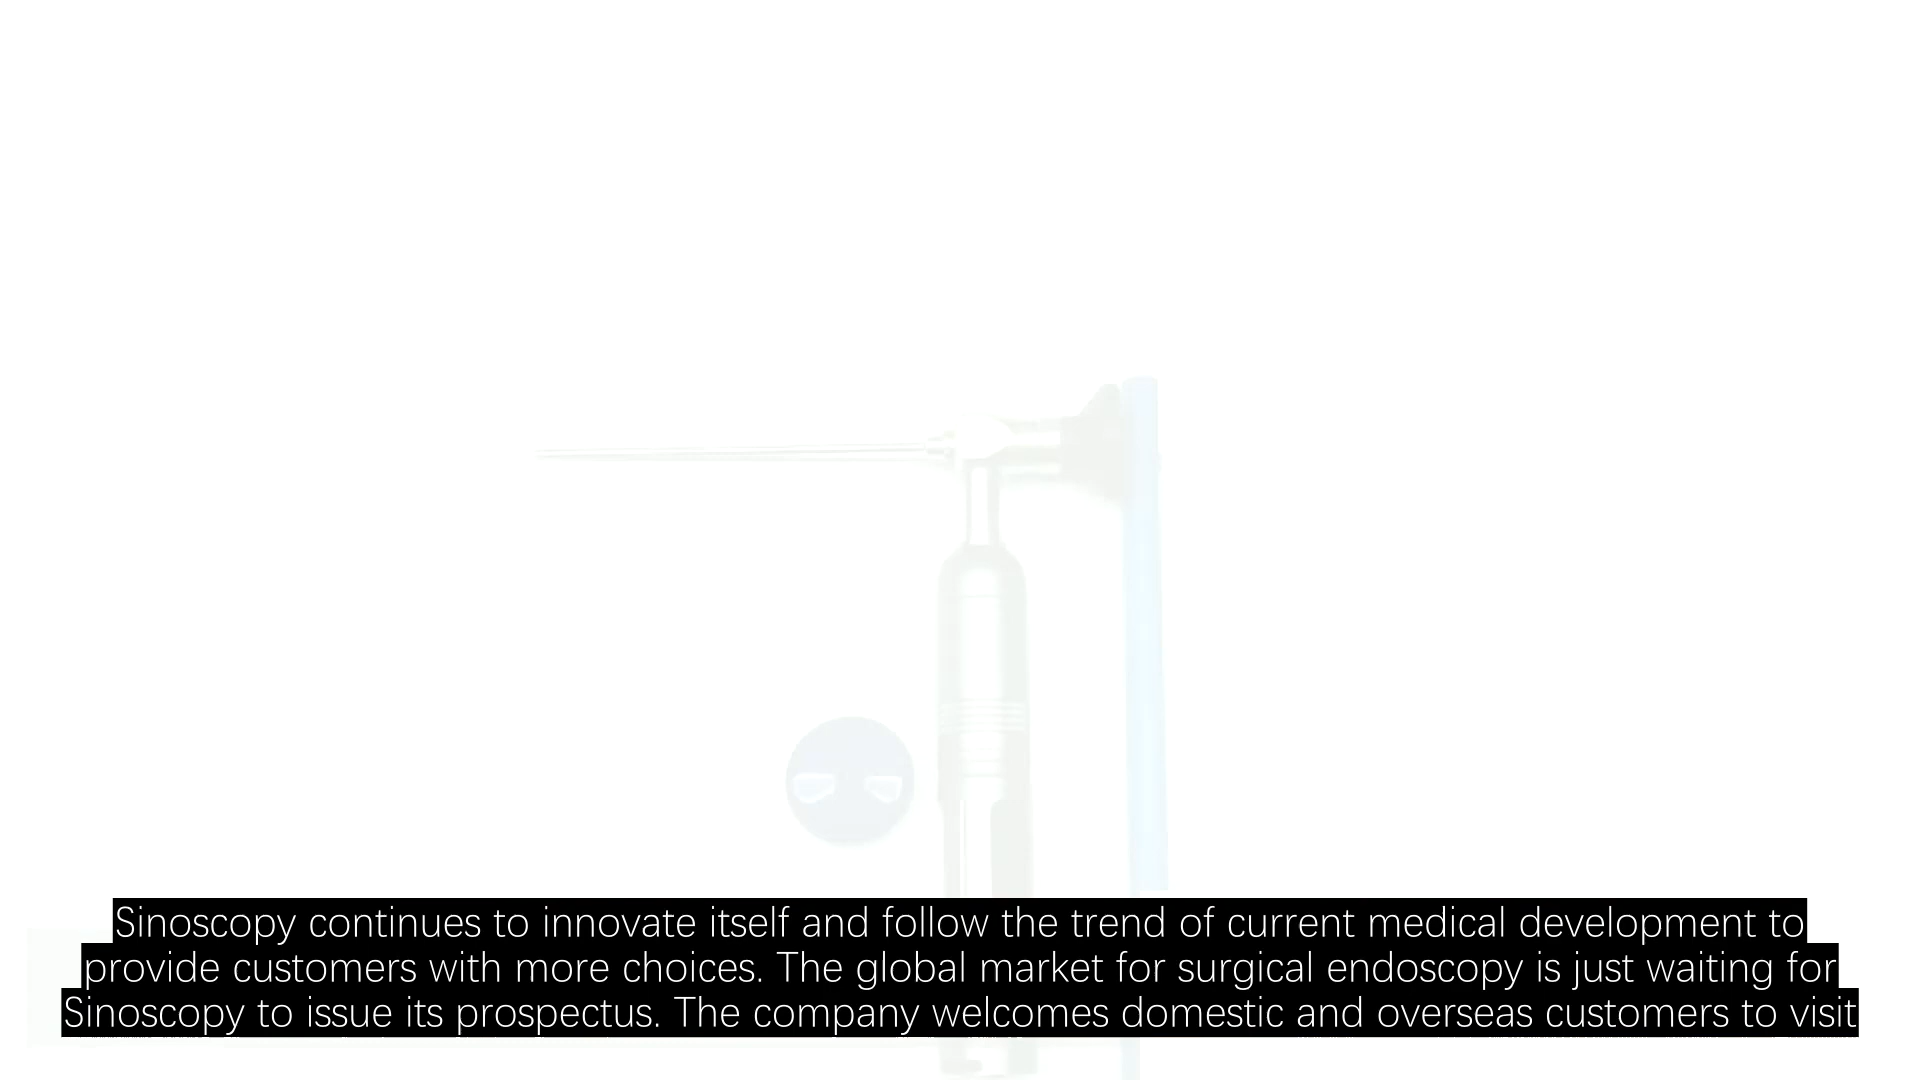 Sinoscopy continues to innovate itself and follow the trend of current medical development to
provide customers with more choices. The global market for surgical endoscopy is just waiting for
Sinoscopy to issue its prospectus. The company welcomes domestic and overseas customers to visit